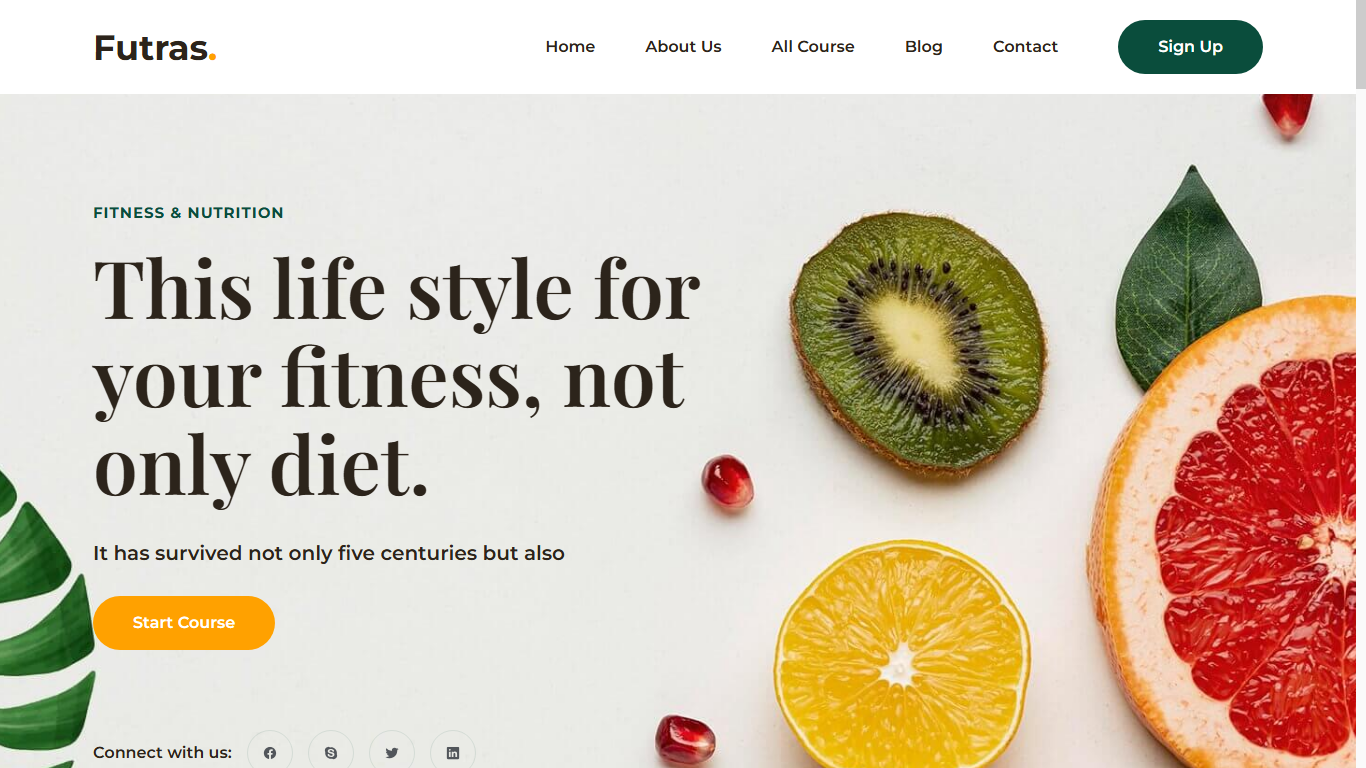 Futras.
Home
About Us
All Course
Blog
Contact
Sign Up
FITNESS & NUTRITION
This life style for
your fitness, not
only diet.
It has survived not only five centuries but also
Start Course
Connect with us: